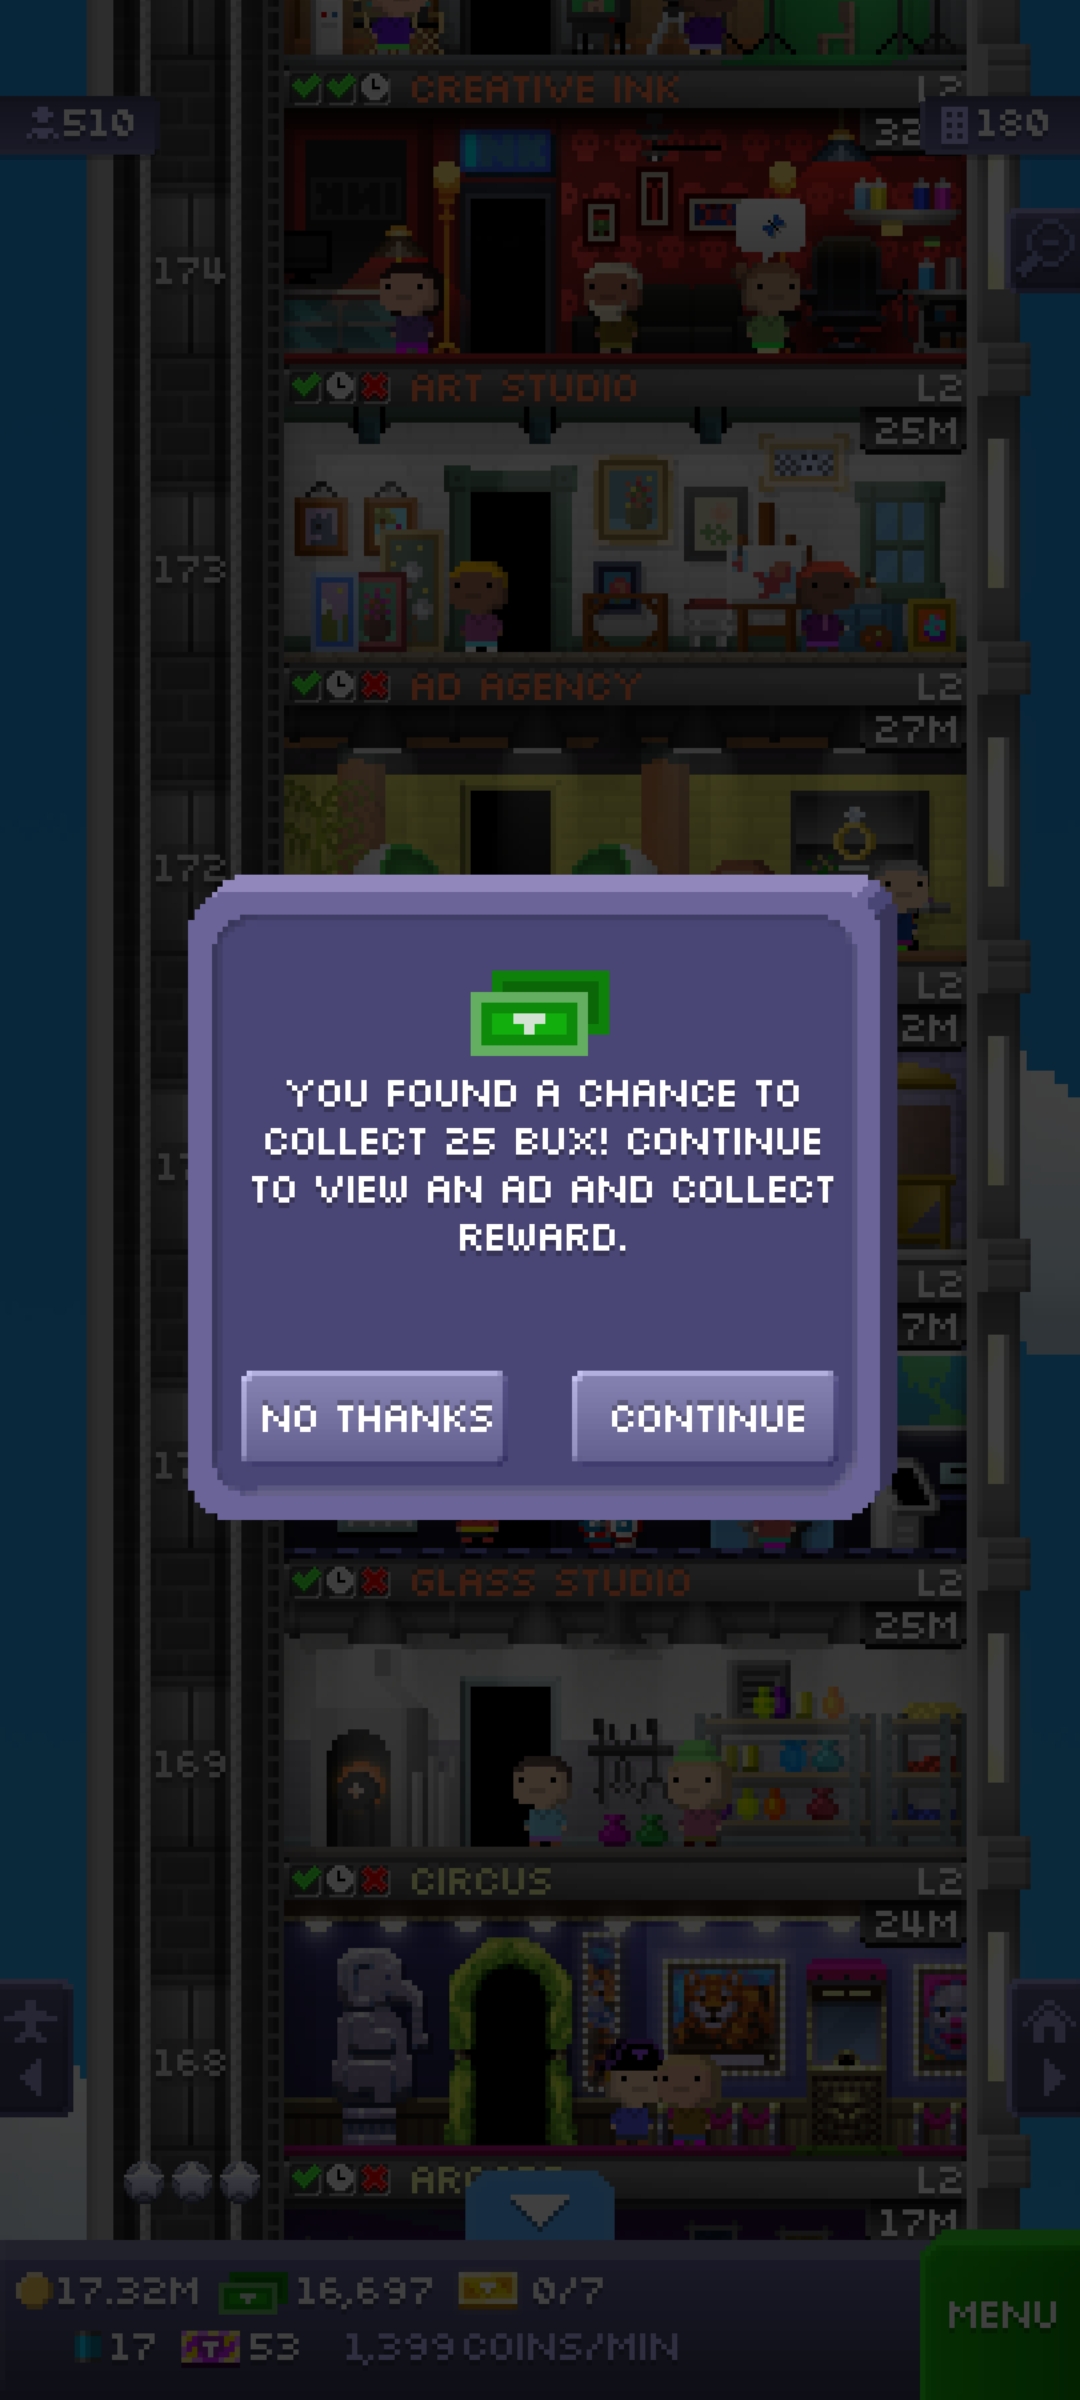 CREATIVE INK
L2
510
32
180
INK
174
ART STUDIO
L2
25M
173
AD AGENCY
L2
27M
172
L2
2M
YOU FOUND A CHANCE TO
COLLECT 25 BUX! CONTINUE
TO VIEW AN AD AND COLLECT
REWARD.
L2
7M
NO THANKS
CONTINUE
GLASS STUDIO
L2
25M
169
CIRCUS
L2
24M
168
L2
17M
17.32M
16,697
0/7
MENU
17
53
1,399 COINS/MIN